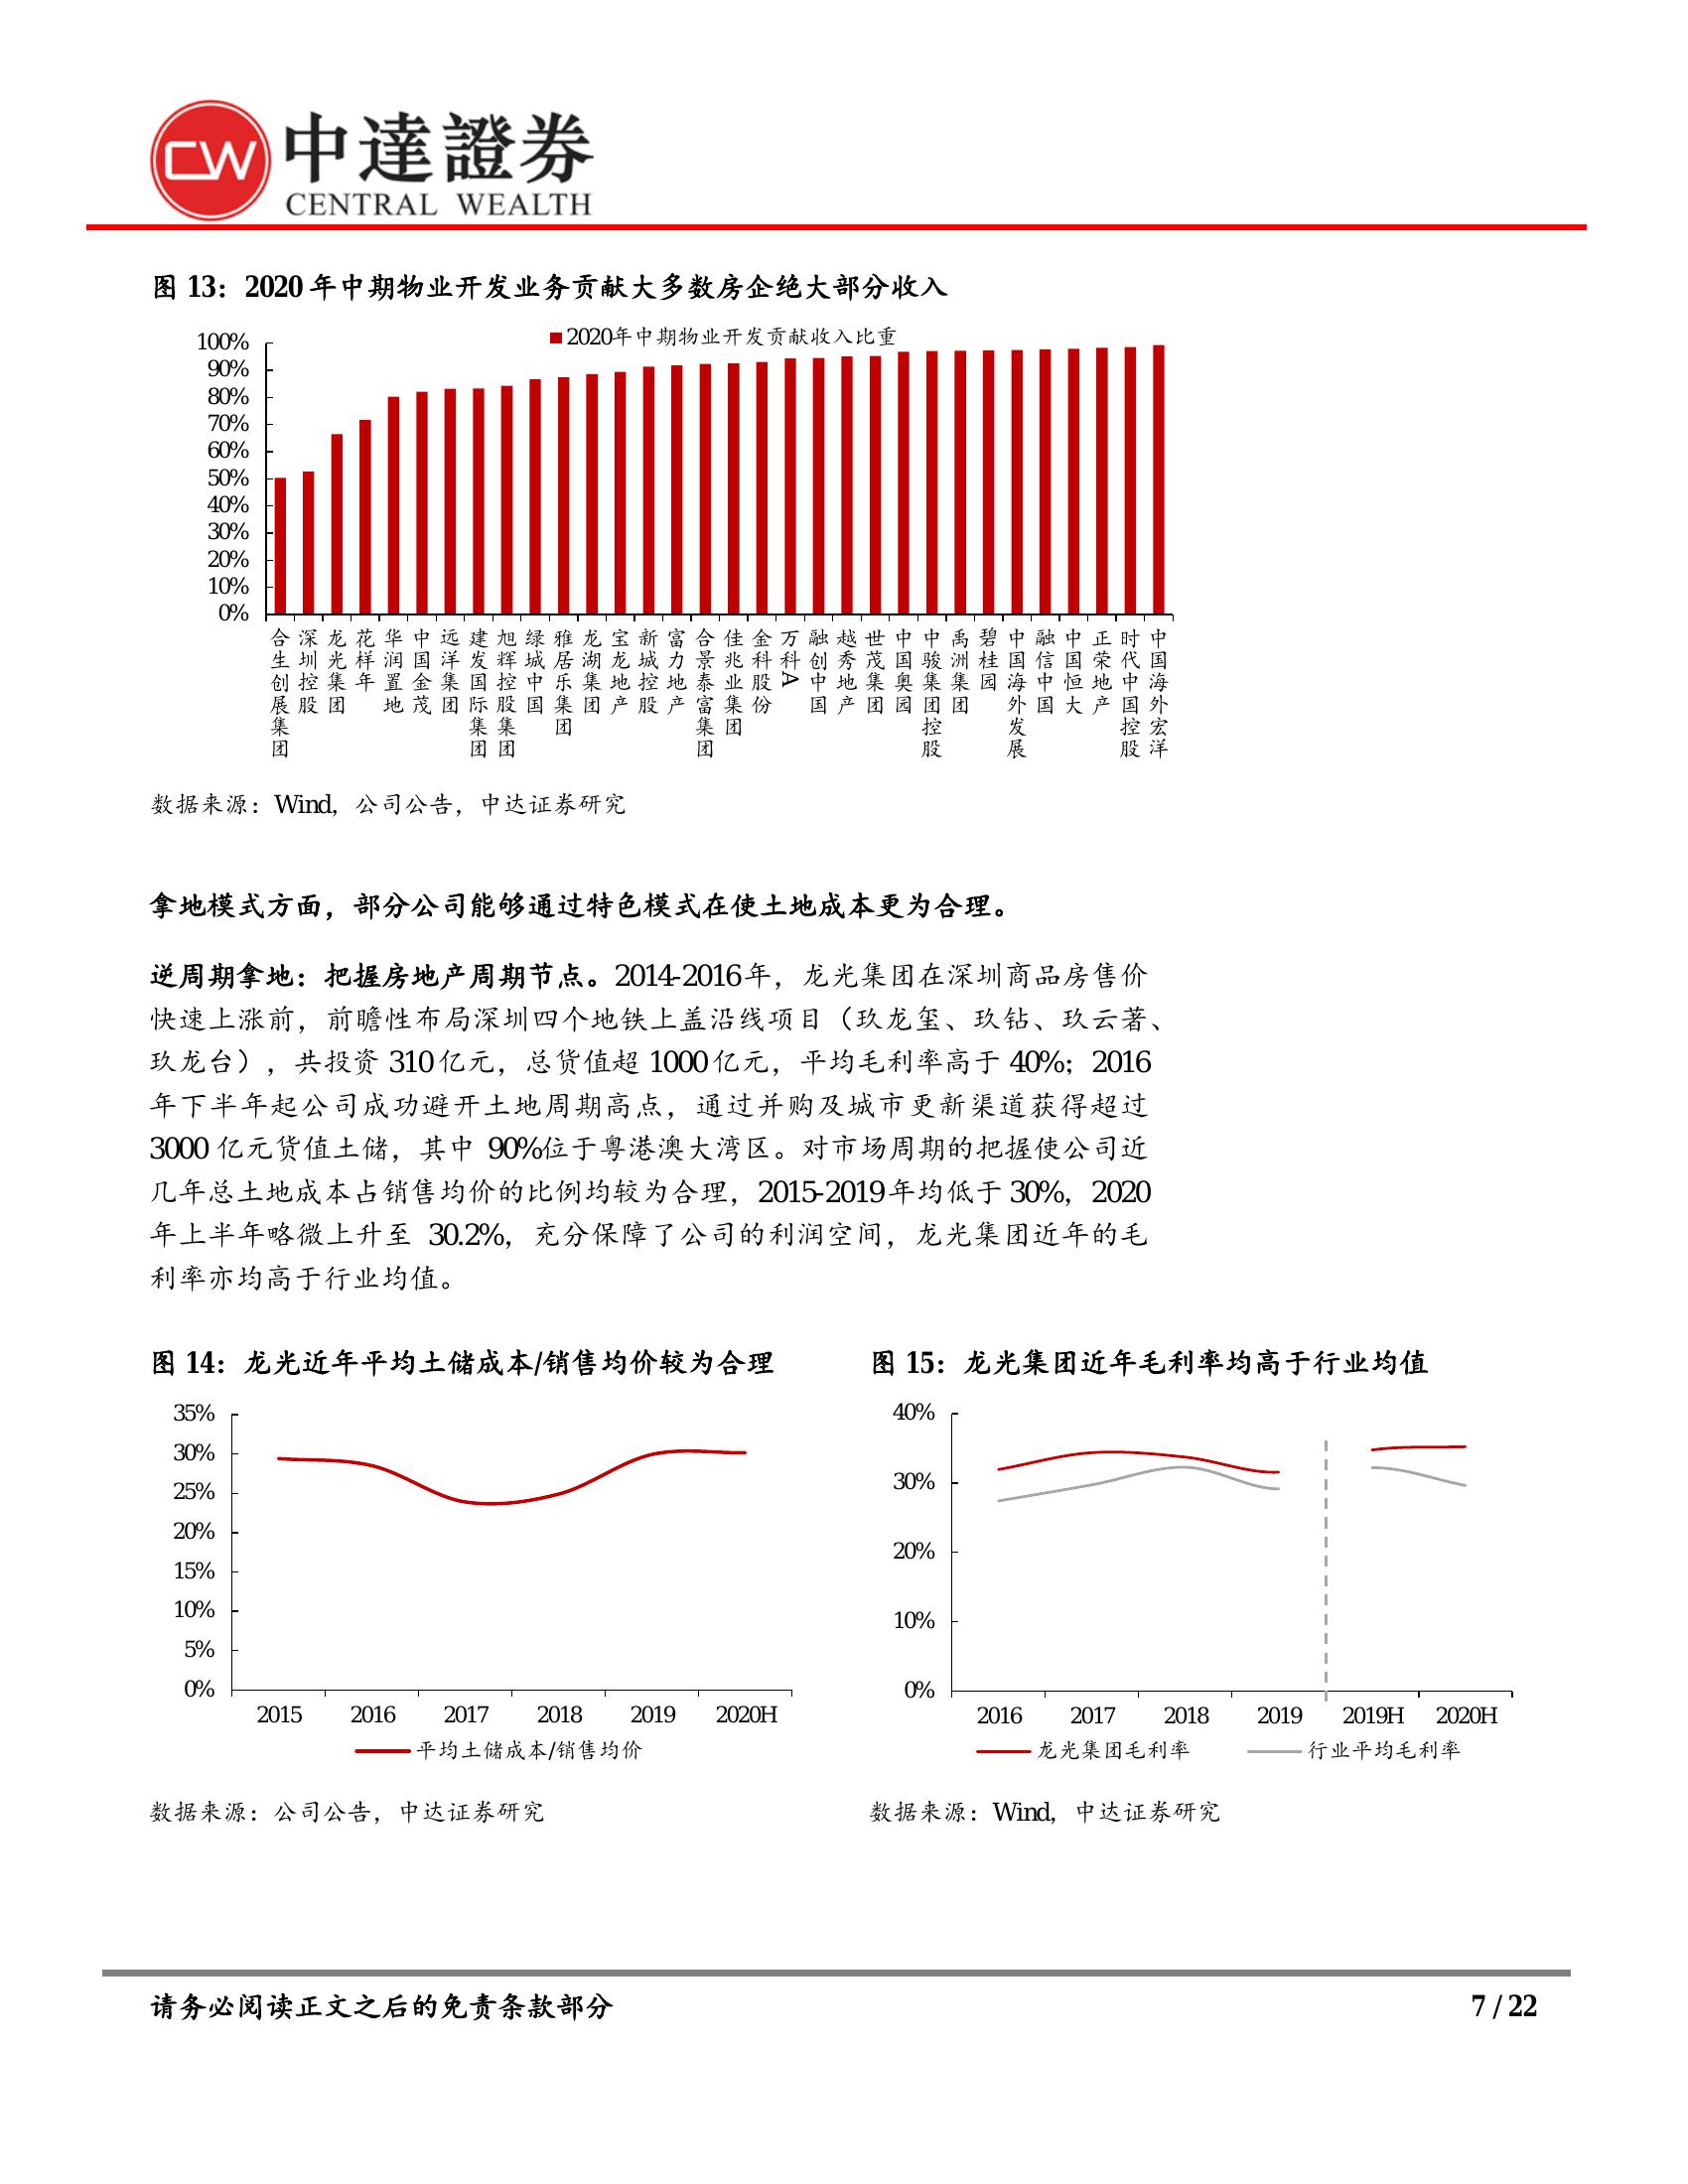 CW 中達證券
CENTRAL WEALTH
图 13：2020 年中期物业开发业务贡献大多数房企绝大部分收入
2020年中期物业开发贡献收入比重
100%
90%
80%
70%
60%
50%
40%
30%
20%
10%
0%
合生创展集团
深圳控股
龙光集团
花样年
华润置地
中国金茂
远洋集团
建发国际集团
旭辉控股集团
绿城中国
雅居乐集团
龙湖集团
宝龙地产
新城控股
富力地产
合景泰富集团
佳兆业集团
金科股份
万科A
融创中国
越秀地产
世茂集团
中国奥园
中骏集团控股
禹洲集团
碧桂园
中国海外发展
融信中国
中国恒大
正荣地产
时代中国控股
中国海外宏洋
数据来源：Wind，公司公告，中达证券研究
拿地模式方面，部分公司能够通过特色模式在使土地成本更为合理。
逆周期拿地：把握房地产周期节点。2014-2016年，龙光集团在深圳商品房售价
快速上涨前，前瞻性布局深圳四个地铁上盖沿线项目（玖龙玺、玖钻、玖云著、
玖龙台），共投资 310 亿元，总货值超 1000 亿元，平均毛利率高于 40%；2016
年下半年起公司成功避开土地周期高点，通过并购及城市更新渠道获得超过
3000 亿元货值土储，其中 90%位于粤港澳大湾区。对市场周期的把握使公司近
几年总土地成本占销售均价的比例均较为合理，2015-2019 年均低于 30%，2020
年上半年略微上升至 30.2%，充分保障了公司的利润空间，龙光集团近年的毛
利率亦均高于行业均值。
图 14：龙光近年平均土储成本/销售均价较为合理
35%
30%
25%
20%
15%
10%
5%
0%
2015 2016 2017 2018 2019 2020H
平均土储成本/销售均价
数据来源：公司公告，中达证券研究
图 15：龙光集团近年毛利率均高于行业均值
40%
30%
20%
10%
0%
2016 2017 2018 2019 2019H 2020H
龙光集团毛利率 行业平均毛利率
数据来源：Wind，中达证券研究
请务必阅读正文之后的免责条款部分 7 / 22